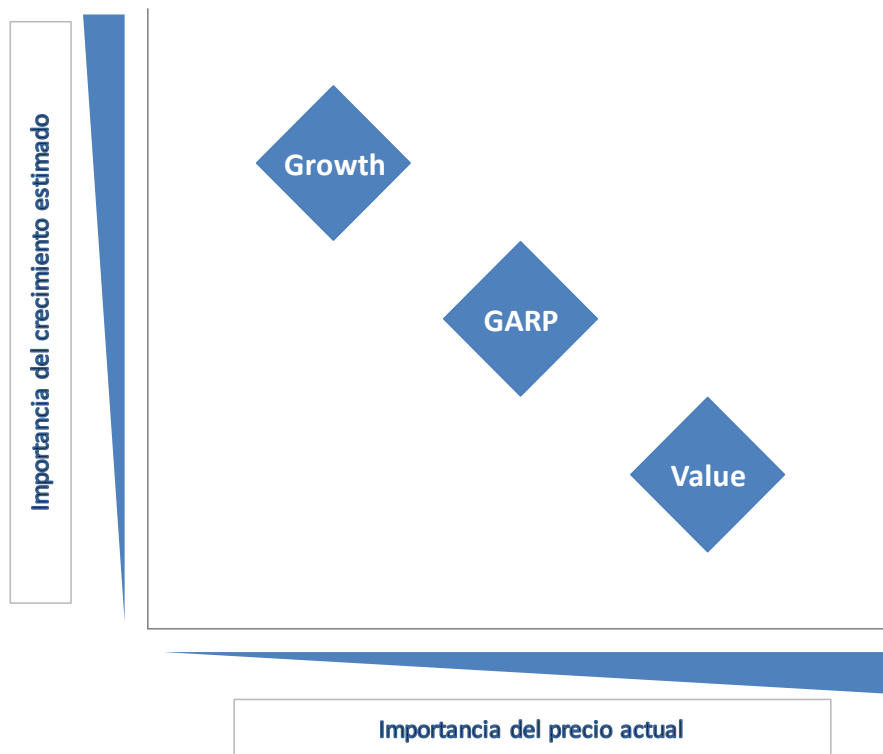 Importancia del crecimiento estimado
Growth
GARP
Value
Importancia del precio actual